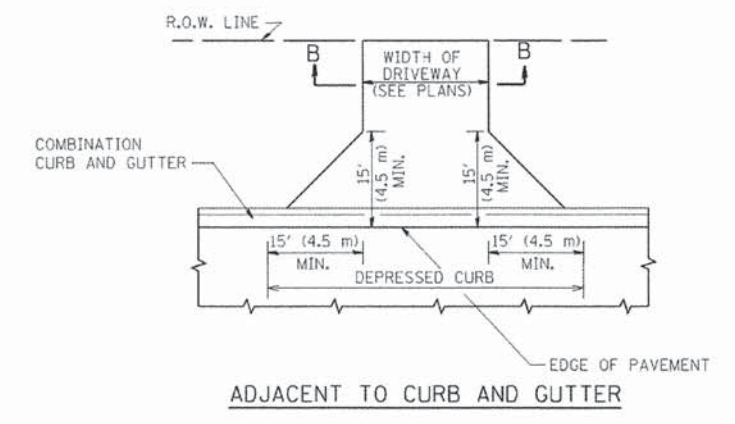 R.O.W. LINE
B
B
WIDTH OF
DRIVEWAY
(SEE PLANS)
COMBINATION
CURB AND GUTTER
15'
(4.5 m)
MIN.
15'
(4.5 m)
MIN.
15' (4.5 m)
MIN.
15' (4.5 m)
MIN.
DEPRESSED CURB
EDGE OF PAVEMENT
ADJACENT TO CURB AND GUTTER